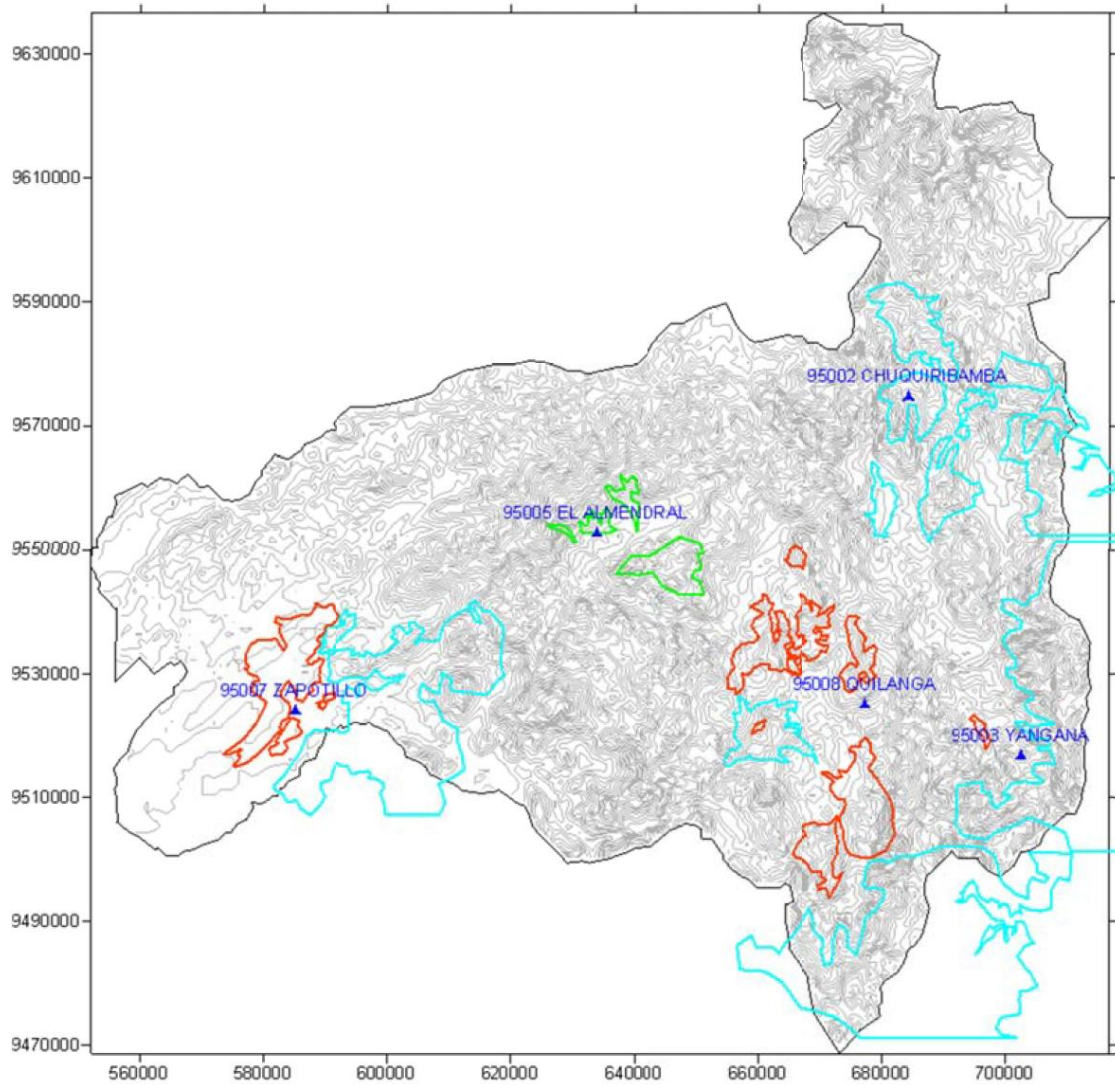 9630000
9610000
9590000
95002 CHUQUIRIBAMBA
9570000
95005 EL ALMENDRAL
9550000
9530000
95007 ZAPOTILLO
95008 QUILANGA
95003 YANGANA
9510000
9490000
9470000
560000 580000 600000 620000 640000 660000 680000 700000